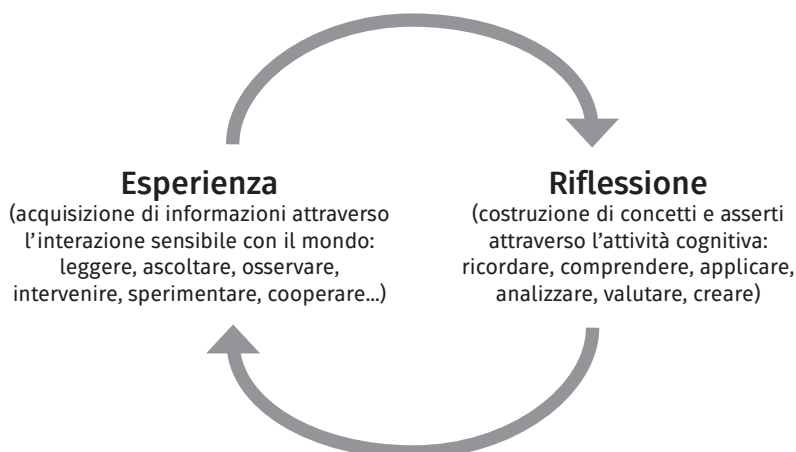 Esperienza
(acquisizione di informazioni attraverso
l'interazione sensibile con il mondo:
leggere, ascoltare, osservare,
intervenire, sperimentare, cooperare...)
Riflessione
(costruzione di concetti e asserti
attraverso l'attività cognitiva:
ricordare, comprendere, applicare,
analizzare, valutare, creare)